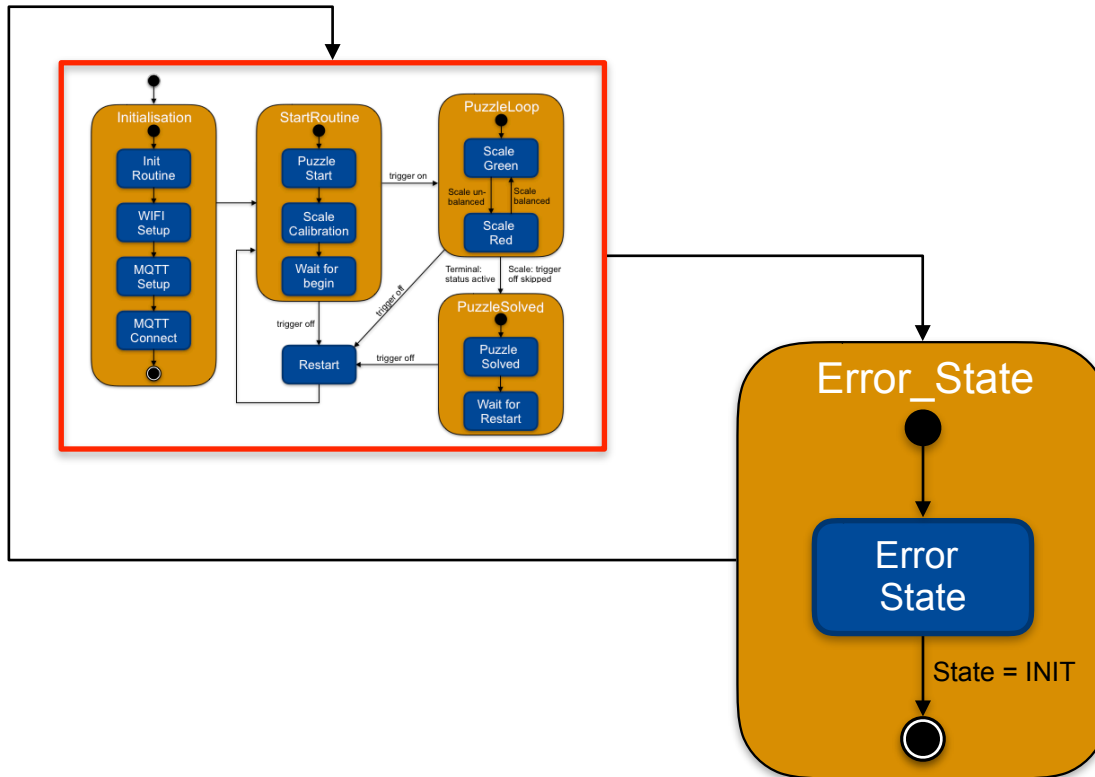 Initialisation
Init
Routine
WIFI
Setup
MQTT
Setup
MQTT
Connect
StartRoutine
Puzzle
Start
Scale
Calibration
Wait for
begin
trigger on
trigger off
Restart
PuzzleLoop
Scale
Green
Scale un-
balanced
Scale
balanced
Scale
Red
Terminal:
status active
Scale: trigger
off skipped
trigger off
PuzzleSolved
Puzzle
Solved
trigger off
Wait for
Restart
Error_State
Error
State
State = INIT